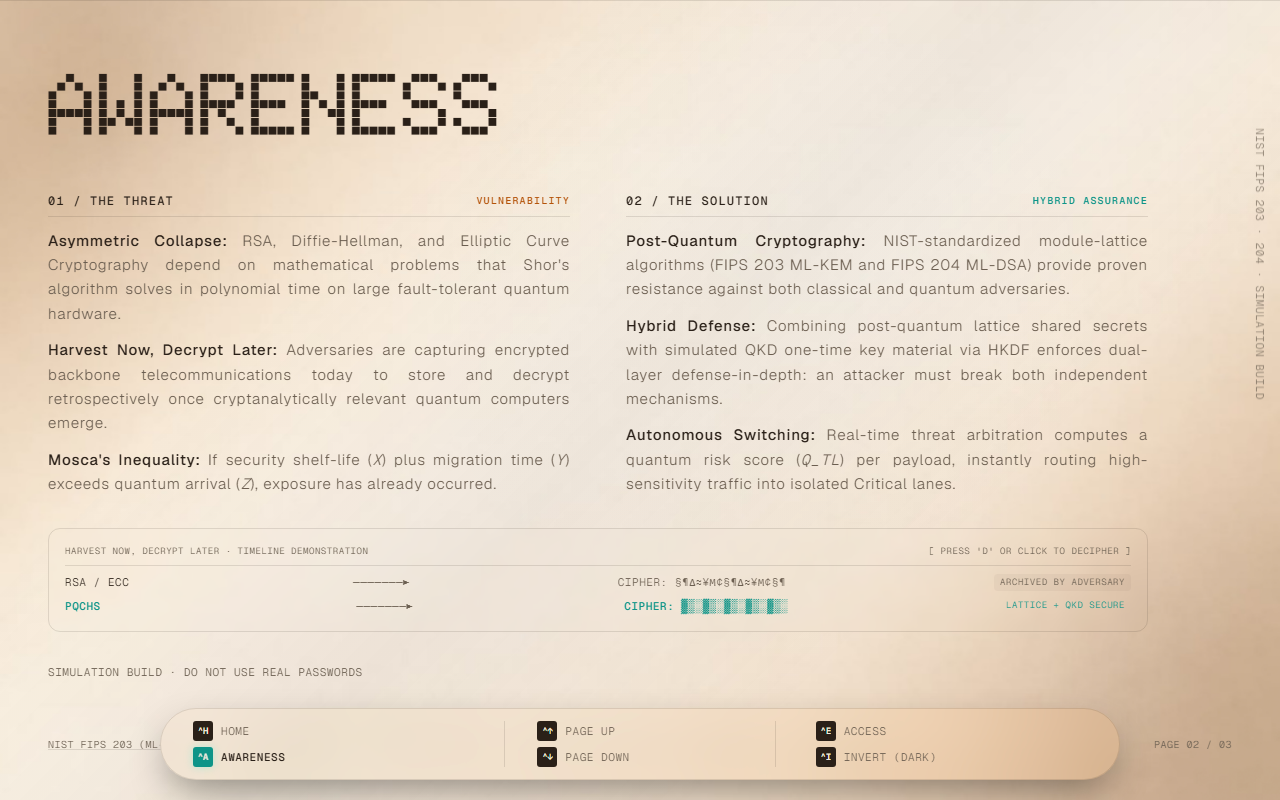 AWARENESS
01 / THE THREAT
VULNERABILITY
Asymmetric Collapse: RSA, Diffie-Hellman, and Elliptic Curve
Cryptography depend on mathematical problems that Shor's
algorithm solves in polynomial time on large fault-tolerant quantum
hardware.
Harvest Now, Decrypt Later: Adversaries are capturing encrypted
backbone telecommunications today to store and decrypt
retrospectively once cryptanalytically relevant quantum computers
emerge.
Mosca's Inequality: If security shelf-life (X) plus migration time (Y)
exceeds quantum arrival (Z), exposure has already occurred.
02 / THE SOLUTION
HYBRID ASSURANCE
Post-Quantum Cryptography: NIST-standardized module-lattice
algorithms (FIPS 203 ML-KEM and FIPS 204 ML-DSA) provide proven
resistance against both classical and quantum adversaries.
Hybrid Defense: Combining post-quantum lattice shared secrets
with simulated QKD one-time key material via HKDF enforces dual-
layer defense-in-depth: an attacker must break both independent
mechanisms.
Autonomous Switching: Real-time threat arbitration computes a
quantum risk score (Q_TL) per payload, instantly routing high-
sensitivity traffic into isolated Critical lanes.
NIST FIPS 203 · 204 · SIMULATION BUILD
HARVEST NOW, DECRYPT LATER · TIMELINE DEMONSTRATION
[ PRESS 'D' OR CLICK TO DECIPHER ]
RSA / ECC ───────► CIPHER: §¶∆≈¥M¢§¶∆≈¥M¢§¶ ARCHIVED BY ADVERSARY
PQCHS ───────► CIPHER: ▓▒░▓▒░▓▒░▓▒░▓▒░ LATTICE + QKD SECURE
SIMULATION BUILD · DO NOT USE REAL PASSWORDS
NIST FIPS 203 (ML
^H HOME
^A AWARENESS
^↑ PAGE UP
^↓ PAGE DOWN
^E ACCESS
^I INVERT (DARK)
PAGE 02 / 03